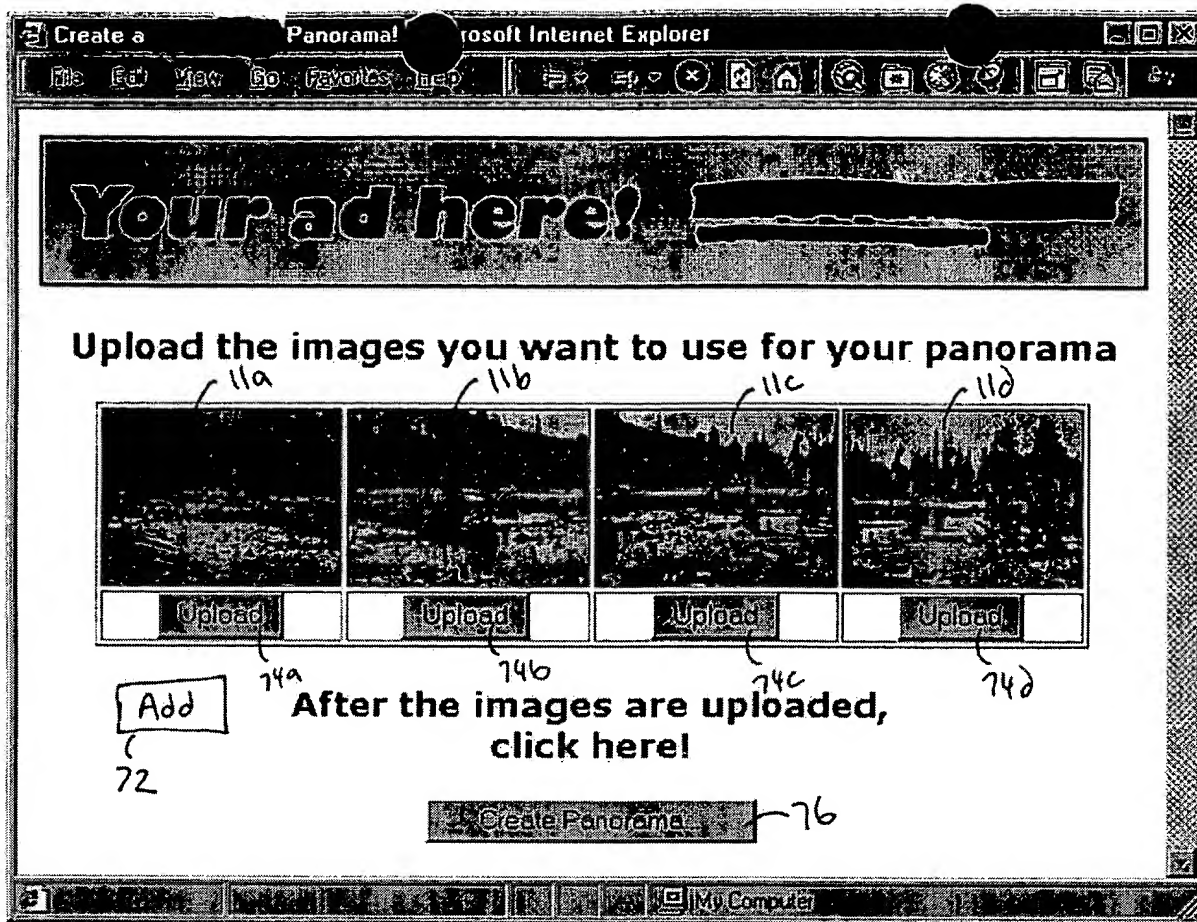 Create a Panorama! rosoft Internet Explorer
File Edit View Go Favorites Help
Your ad here!
Upload the images you want to use for your panorama
11a 11b 11c 11d
Upload Upload Upload Upload
74a 74b 74c 74d
Add After the images are uploaded,
click here!
72
Create Panorama 76
My Computer